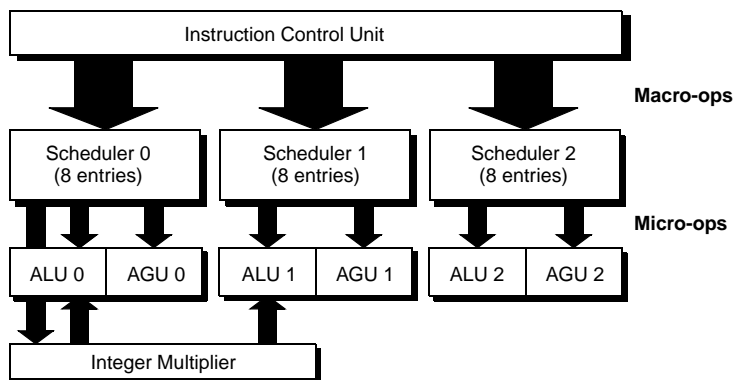 Instruction Control Unit
Macro-ops
Scheduler 0
(8 entries)
Scheduler 1
(8 entries)
Scheduler 2
(8 entries)
Micro-ops
ALU 0
AGU 0
ALU 1
AGU 1
ALU 2
AGU 2
Integer Multiplier